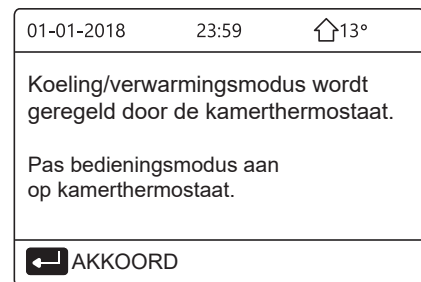 01-01-2018 23:59 13°
Koeling/verwarmingsmodus wordt
geregeld door de kamerthermostaat.
Pas bedieningsmodus aan
op kamerthermostaat.
AKKOORD